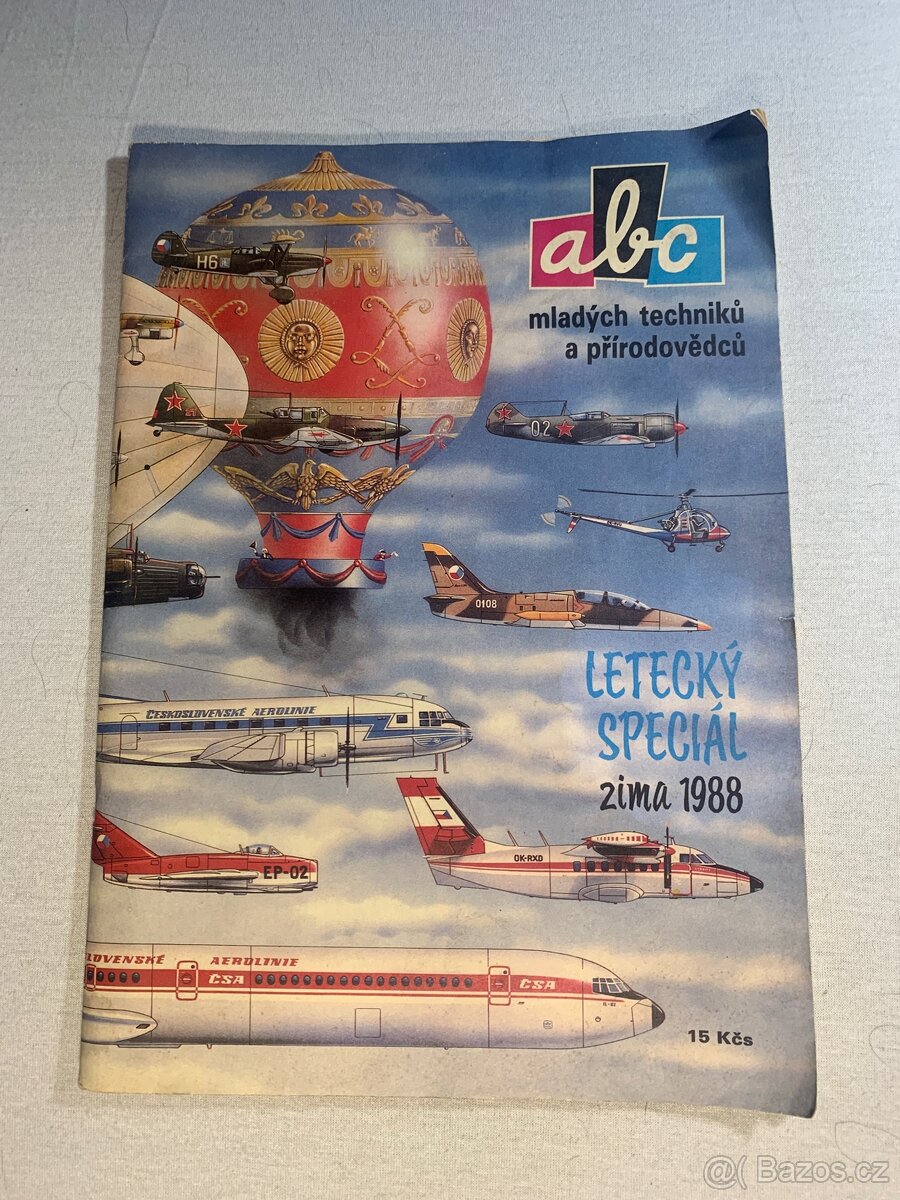 abc
mladých techniků
a přírodovědců
H6
02
0108
LETECKÝ
SPECIÁL
zima 1988
ČESKOSLOVENSKÉ AEROLINIE
EP-02
OK-RXD
LOVENSKÉ AEROLINIE
ČSA
ČSA
15 Kčs
@( Bazos.cz